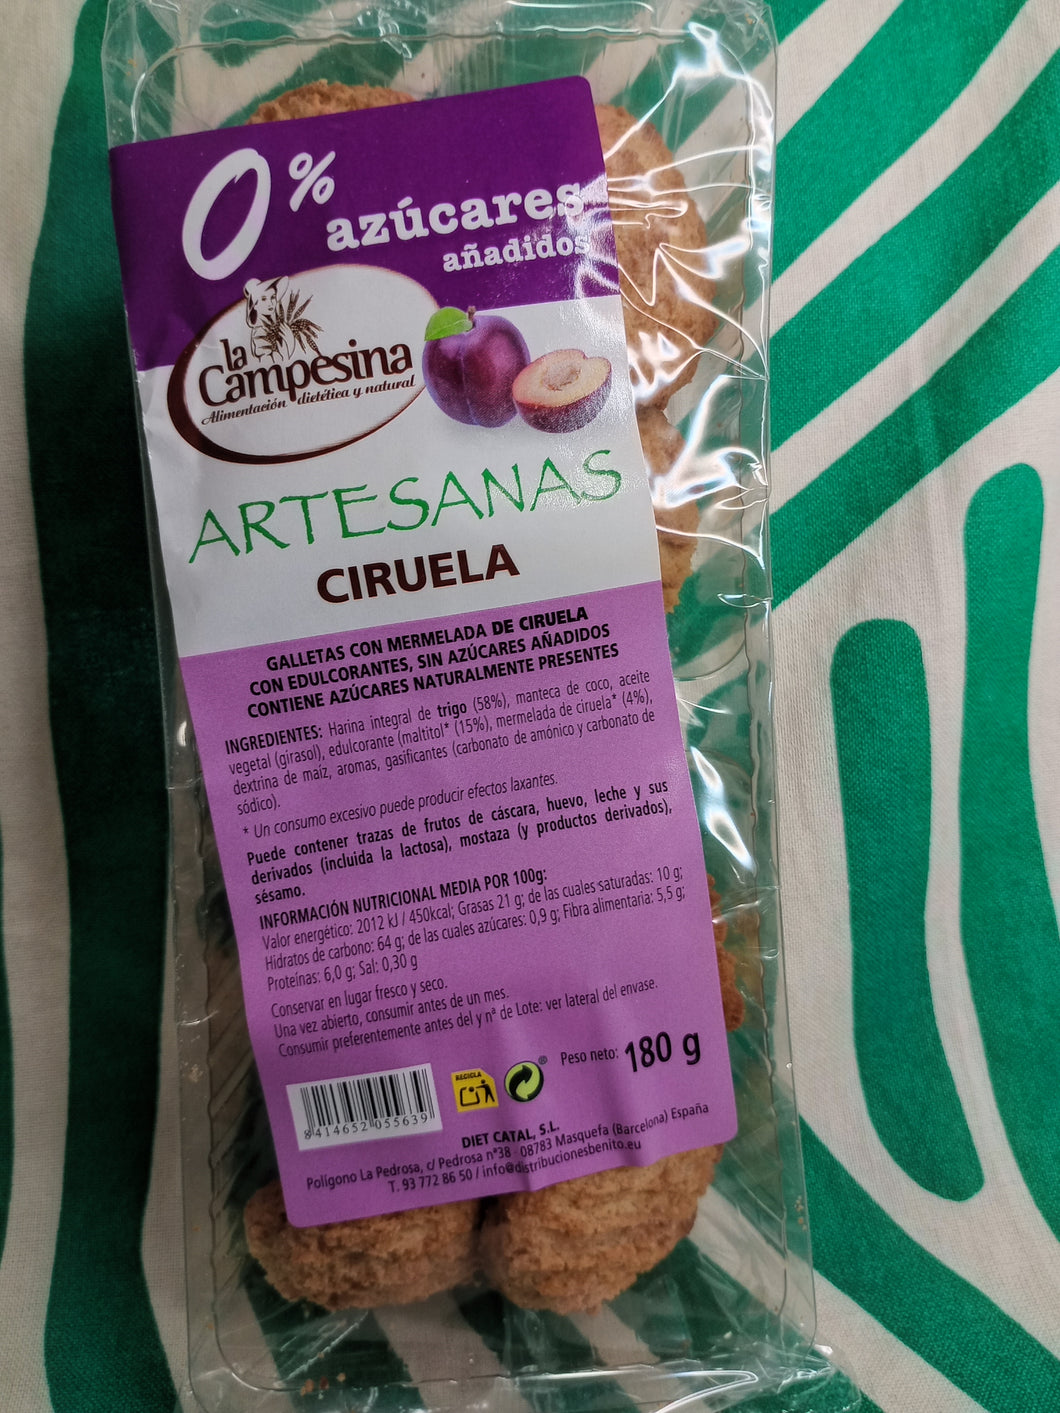 0%
azúcares
añadidos
la
Campesina
Alimentación dietética y natural
ARTESANAS
CIRUELA
GALLETAS CON MERMELADA DE CIRUELA
CON EDULCORANTES, SIN AZÚCARES AÑADIDOS
CONTIENE AZÚCARES NATURALMENTE PRESENTES
INGREDIENTES: Harina integral de trigo (58%), manteca de coco, aceite
vegetal (girasol), edulcorante (maltitol* (15%), mermelada de ciruela* (4%),
dextrina de maíz, aromas, gasificantes (carbonato de amónico y carbonato de
sódico).
* Un consumo excesivo puede producir efectos laxantes.
Puede contener trazas de frutos de cáscara, huevo, leche y sus
derivados (incluida la lactosa), mostaza (y productos derivados),
sésamo.
INFORMACIÓN NUTRICIONAL MEDIA POR 100g:
Valor energético: 2012 kJ / 450kcal; Grasas 21 g; de las cuales saturadas: 10 g;
Hidratos de carbono: 64 g; de las cuales azúcares: 0,9 g; Fibra alimentaria: 5,5 g;
Proteínas: 6,0 g; Sal: 0,30 g
Conservar en lugar fresco y seco.
Una vez abierto, consumir antes de un mes.
Consumir preferentemente antes del y nª de Lote: ver lateral del envase.
RECICLA
®
Peso neto: 180 g
8 414652 055639
DIET CATAL, S.L.
Polígono La Pedrosa, c/ Pedrosa nª38 - 08783 Masquefa (Barcelona) España
T. 93 772 86 50 / info@distribucionesbenito.eu